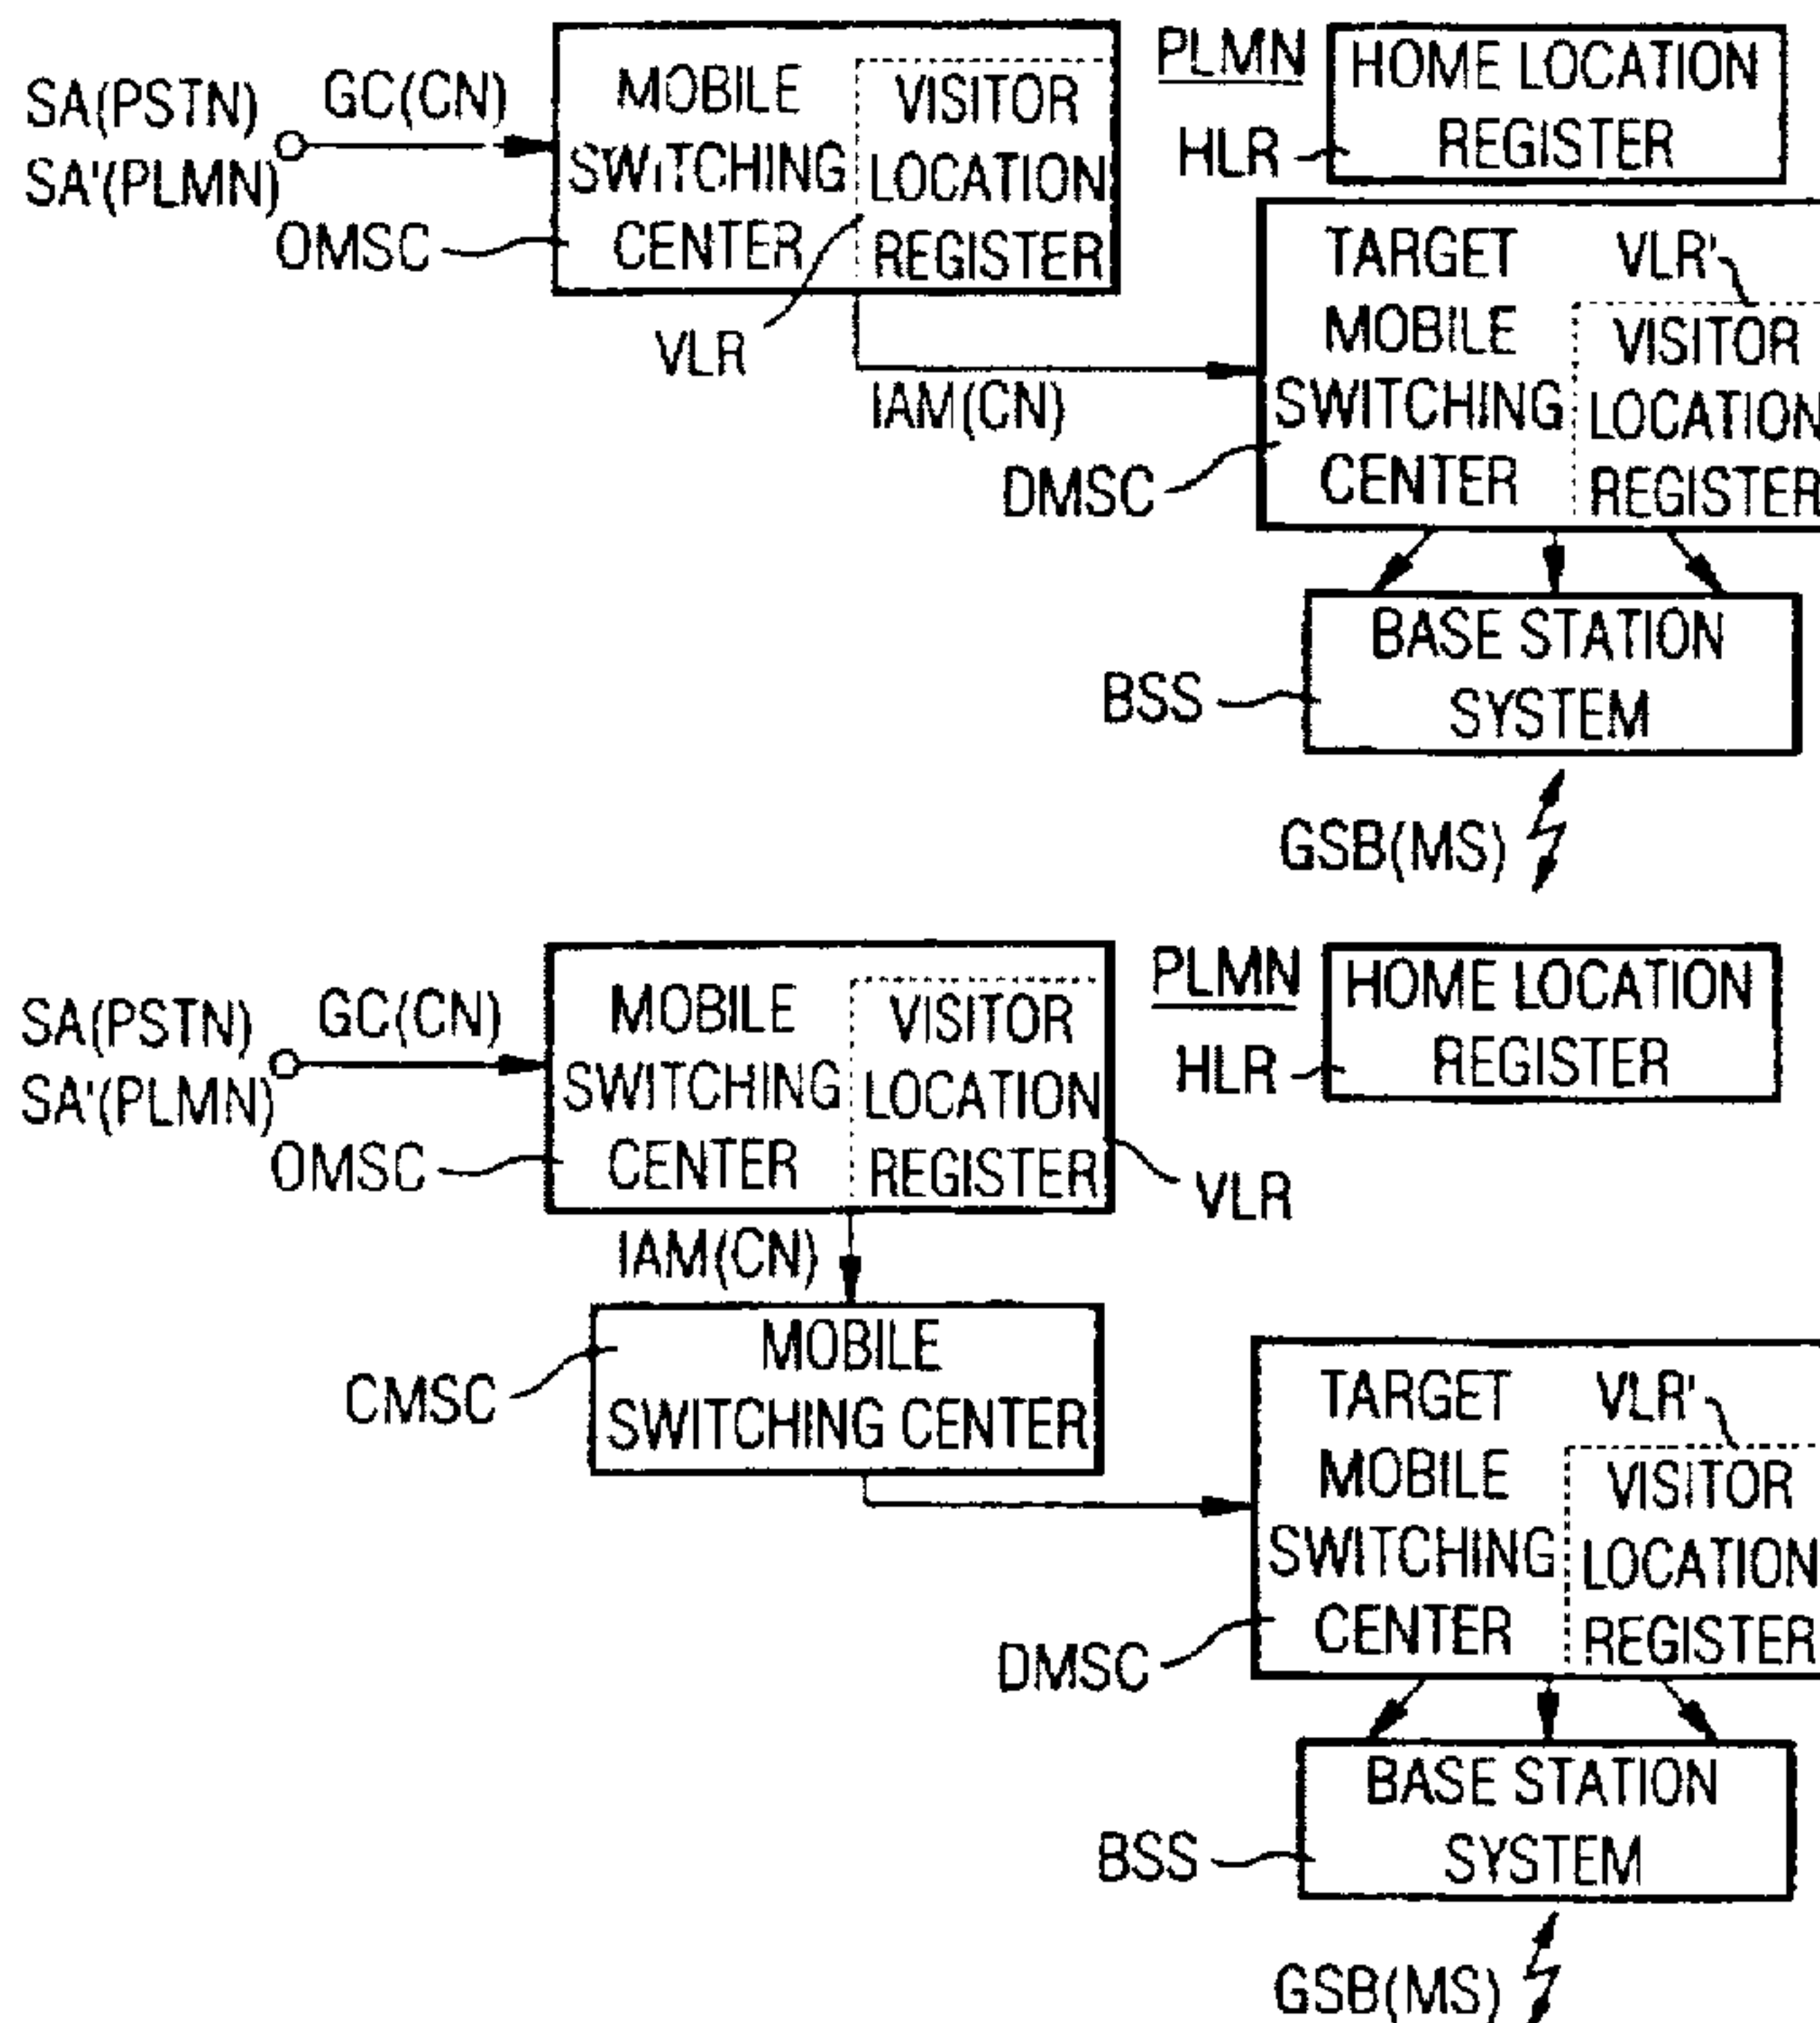 SA(PSTN)
SA'(PLMN)
GC(CN)
OMSC
MOBILE
SWITCHING
CENTER
VISITOR
LOCATION
REGISTER
VLR
PLMN
HLR
HOME LOCATION
REGISTER
IAM(CN)
TARGET
MOBILE
SWITCHING
CENTER
VLR'
VISITOR
LOCATION
REGISTER
DMSC
BASE STATION
SYSTEM
BSS
GSB(MS)
SA(PSTN)
SA'(PLMN)
GC(CN)
OMSC
MOBILE
SWITCHING
CENTER
VISITOR
LOCATION
REGISTER
VLR
PLMN
HLR
HOME LOCATION
REGISTER
IAM(CN)
MOBILE
SWITCHING CENTER
CMSC
TARGET
MOBILE
SWITCHING
CENTER
VLR'
VISITOR
LOCATION
REGISTER
DMSC
BASE STATION
SYSTEM
BSS
GSB(MS)